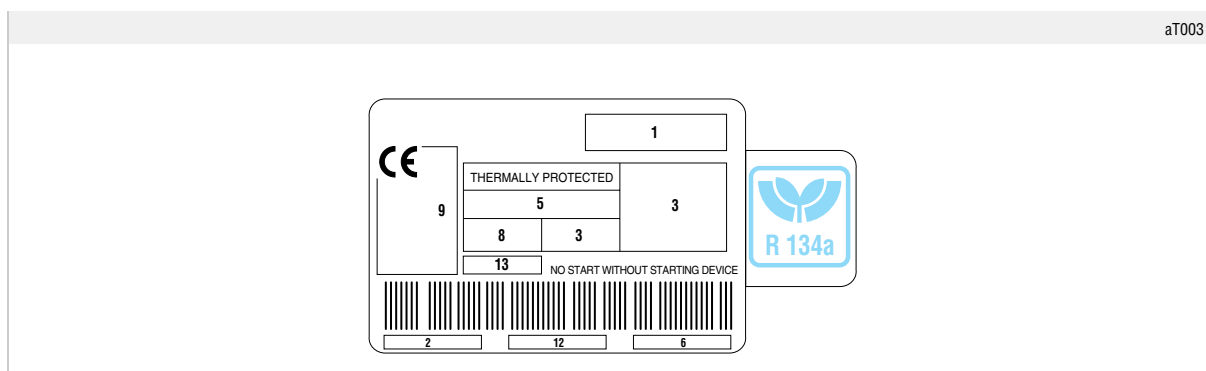 aT003
1
CE
THERMALLY PROTECTED
5
3
9
8
3
R 134a
13
NO START WITHOUT STARTING DEVICE
2
12
6